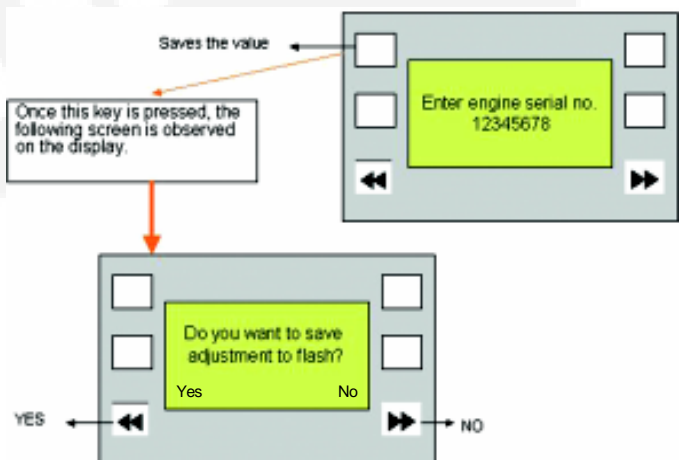 Saves the value
Enter engine serial no.
12345678
Once this key is pressed, the
following screen is observed
on the display.
Do you want to save
adjustment to flash?
Yes No
YES
NO